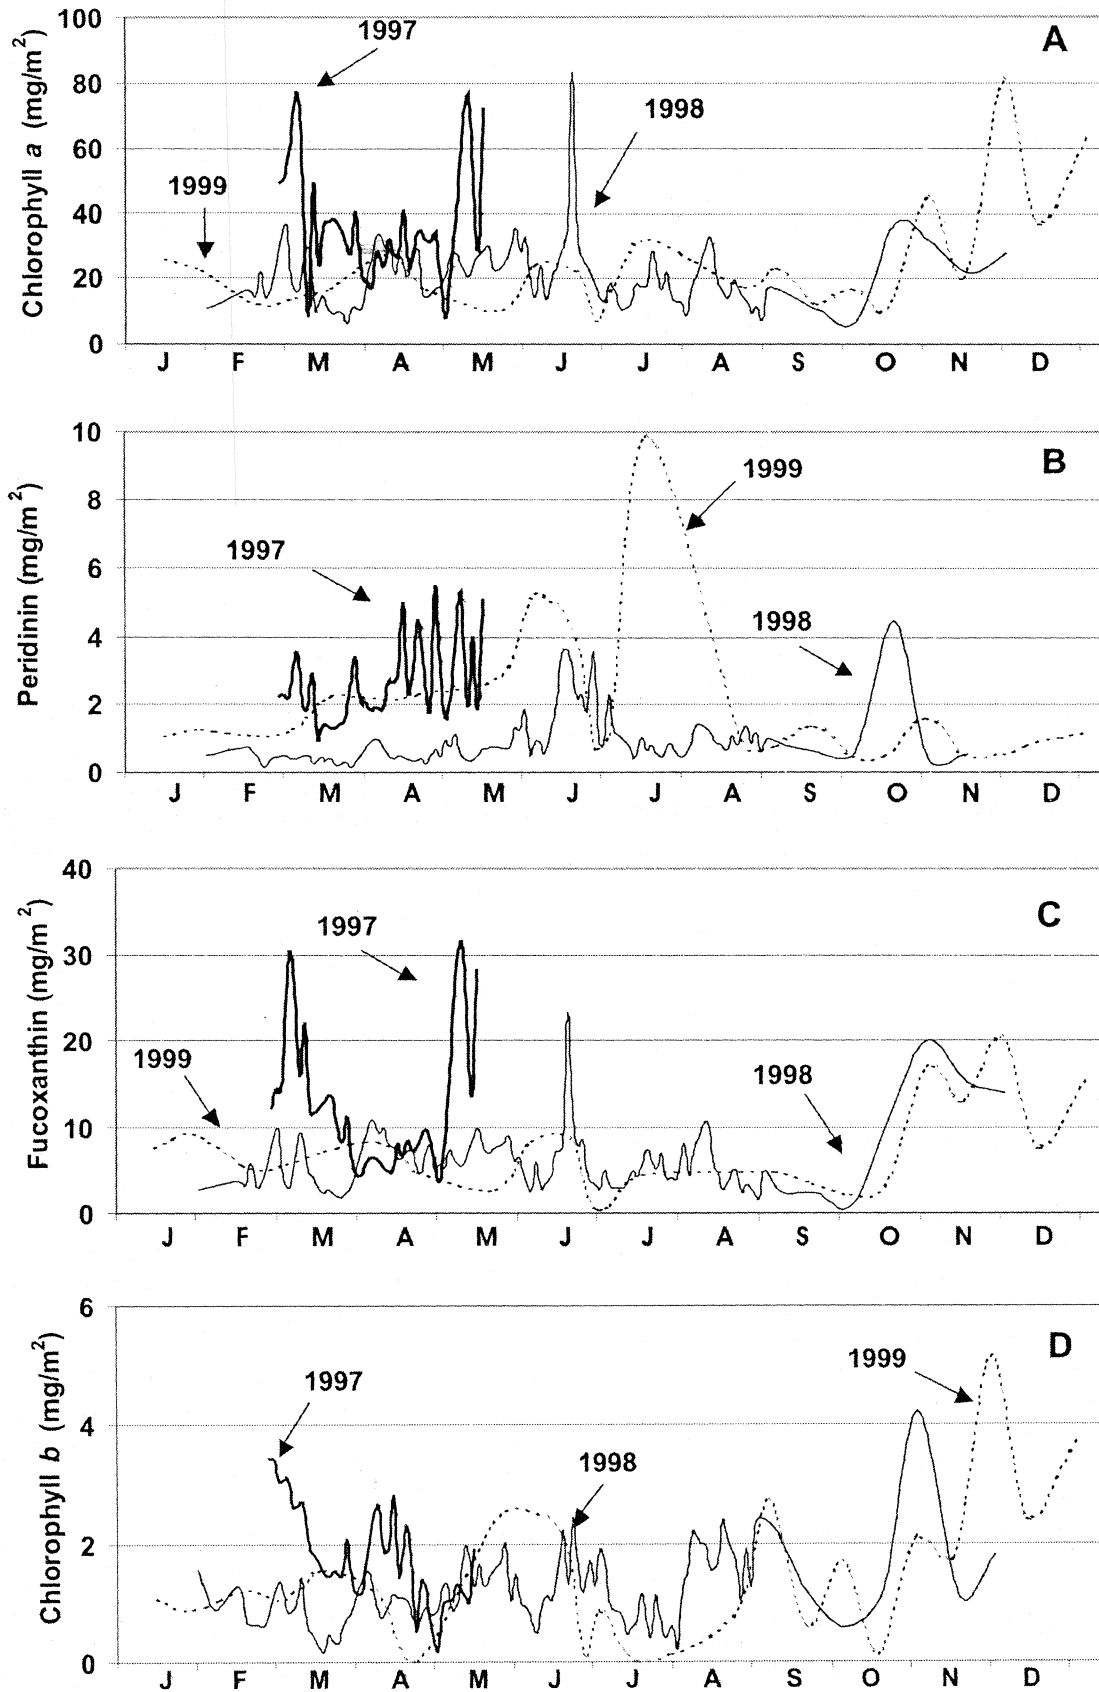 A
1997
1998
1999
Chlorophyll a (mg/m²)
100
80
60
40
20
0
J F M A M J J A S O N D
B
1999
1997
1998
Peridinin (mg/m²)
10
8
6
4
2
0
J F M A M J J A S O N D
C
1997
1999
1998
Fucoxanthin (mg/m²)
40
30
20
10
0
J F M A M J J A S O N D
D
1999
1997
1998
Chlorophyll b (mg/m²)
6
4
2
0
J F M A M J J A S O N D